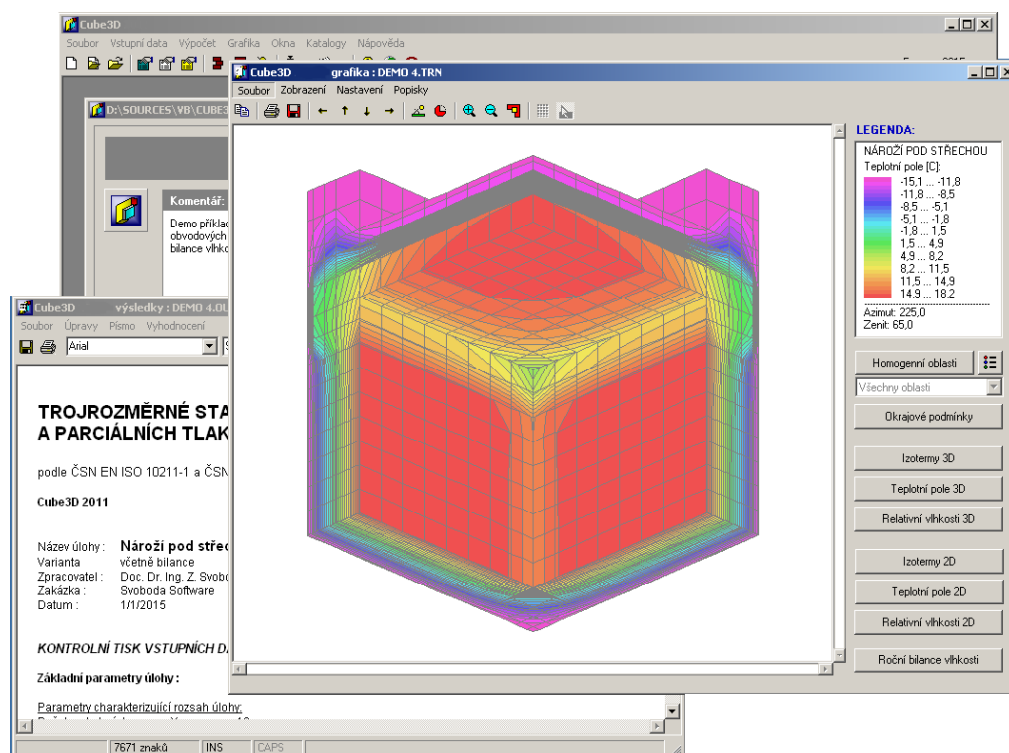 Cube3D
Soubor Vstupní data Výpočet Grafika Okna Katalogy Nápověda
2015
D:\SOURCES\VB\CUBE3
Komentář:
Demo příklad
obvodových
bilance vlhko
Cube3D grafika : DEMO 4.TRN
Soubor Zobrazení Nastavení Popisky
LEGENDA:
NÁROŽÍ POD STŘECHOU
Teplotní pole [C]:
-15,1 ... -11,8
-11,8 ... -8,5
-8,5 ... -5,1
-5,1 ... -1,8
-1,8 ... 1,5
1,5 ... 4,9
4,9 ... 8,2
8,2 ... 11,5
11,5 ... 14,9
14,9 ... 18,2
Azimut: 225,0
Zenit: 65,0
Homogenní oblasti
Všechny oblasti
Okrajové podmínky
Izotermy 3D
Teplotní pole 3D
Relativní vlhkosti 3D
Izotermy 2D
Teplotní pole 2D
Relativní vlhkosti 2D
Roční bilance vlhkosti
Cube3D výsledky : DEMO 4.OU
Soubor Úpravy Písmo Vyhodnocení
Arial
TROJROZMĚRNÉ STA
A PARCIÁLNÍCH TLAK
podle ČSN EN ISO 10211-1 a ČSN
Cube3D 2011
Název úlohy : Nároží pod střec
Varianta včetně bilance
Zpracovatel : Doc. Dr. Ing. Z. Svobo
Zakázka : Svoboda Software
Datum : 1/1/2015
KONTROLNÍ TISK VSTUPNÍCH DA
Základní parametry úlohy :
Parametry charakterizující rozsah úlohy:
7671 znaků INS CAPS